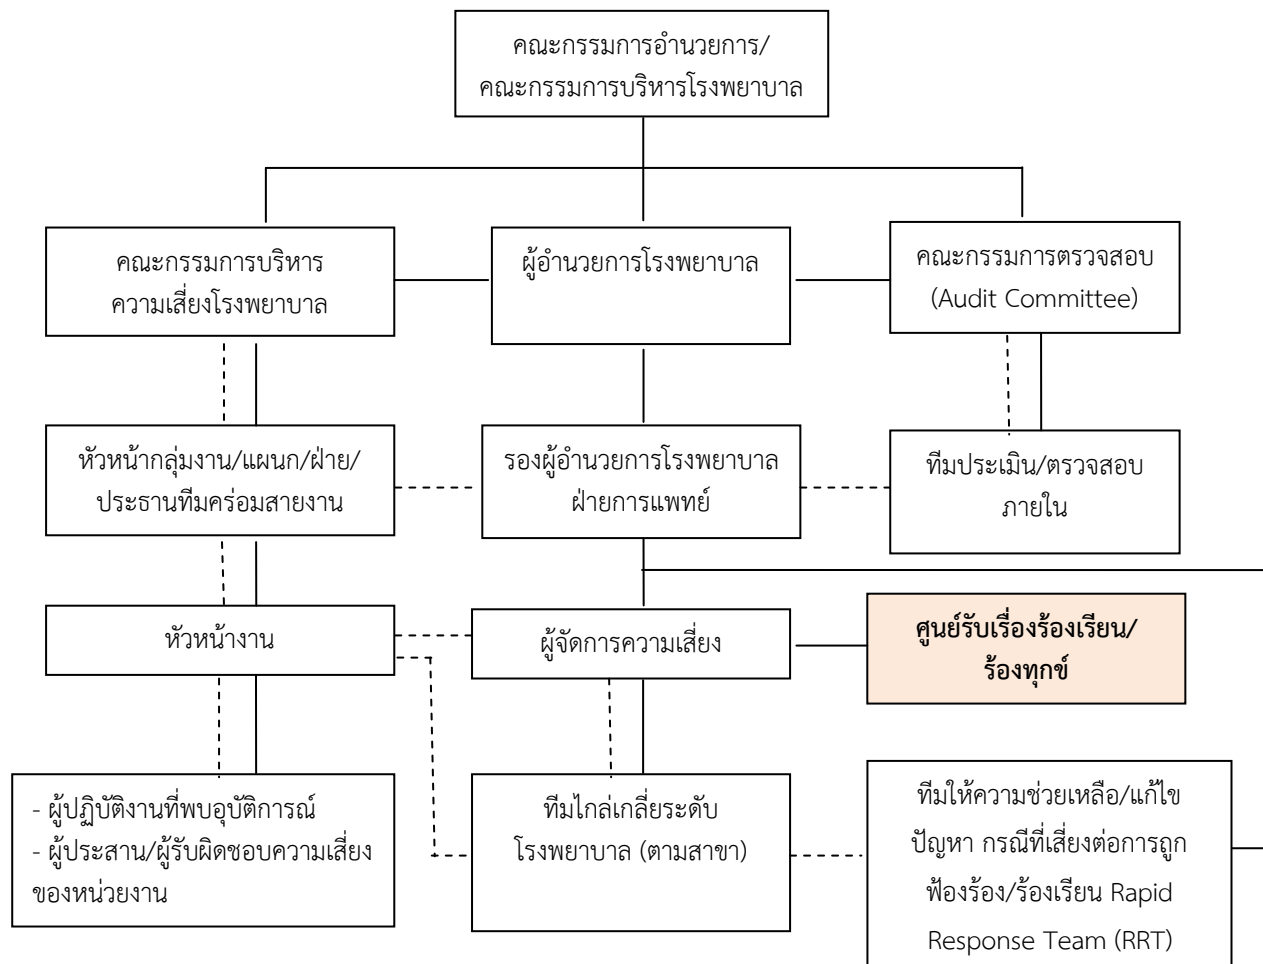 คณะกรรมการอำนวยการ/
คณะกรรมการบริหารโรงพยาบาล
คณะกรรมการบริหาร
ความเสี่ยงโรงพยาบาล
ผู้อำนวยการโรงพยาบาล
คณะกรรมการตรวจสอบ
(Audit Committee)
หัวหน้ากลุ่มงาน/แผนก/ฝ่าย/
ประธานทีมคร่อมสายงาน
รองผู้อำนวยการโรงพยาบาล
ฝ่ายการแพทย์
ทีมประเมิน/ตรวจสอบ
ภายใน
หัวหน้างาน
ผู้จัดการความเสี่ยง
ศูนย์รับเรื่องร้องเรียน/
ร้องทุกข์
- ผู้ปฏิบัติงานที่พบอุบัติการณ์
- ผู้ประสาน/ผู้รับผิดชอบความเสี่ยง
ของหน่วยงาน
ทีมไกล่เกลี่ยระดับ
โรงพยาบาล (ตามสาขา)
ทีมให้ความช่วยเหลือ/แก้ไข
ปัญหา กรณีที่เสี่ยงต่อการถูก
ฟ้องร้อง/ร้องเรียน Rapid
Response Team (RRT)